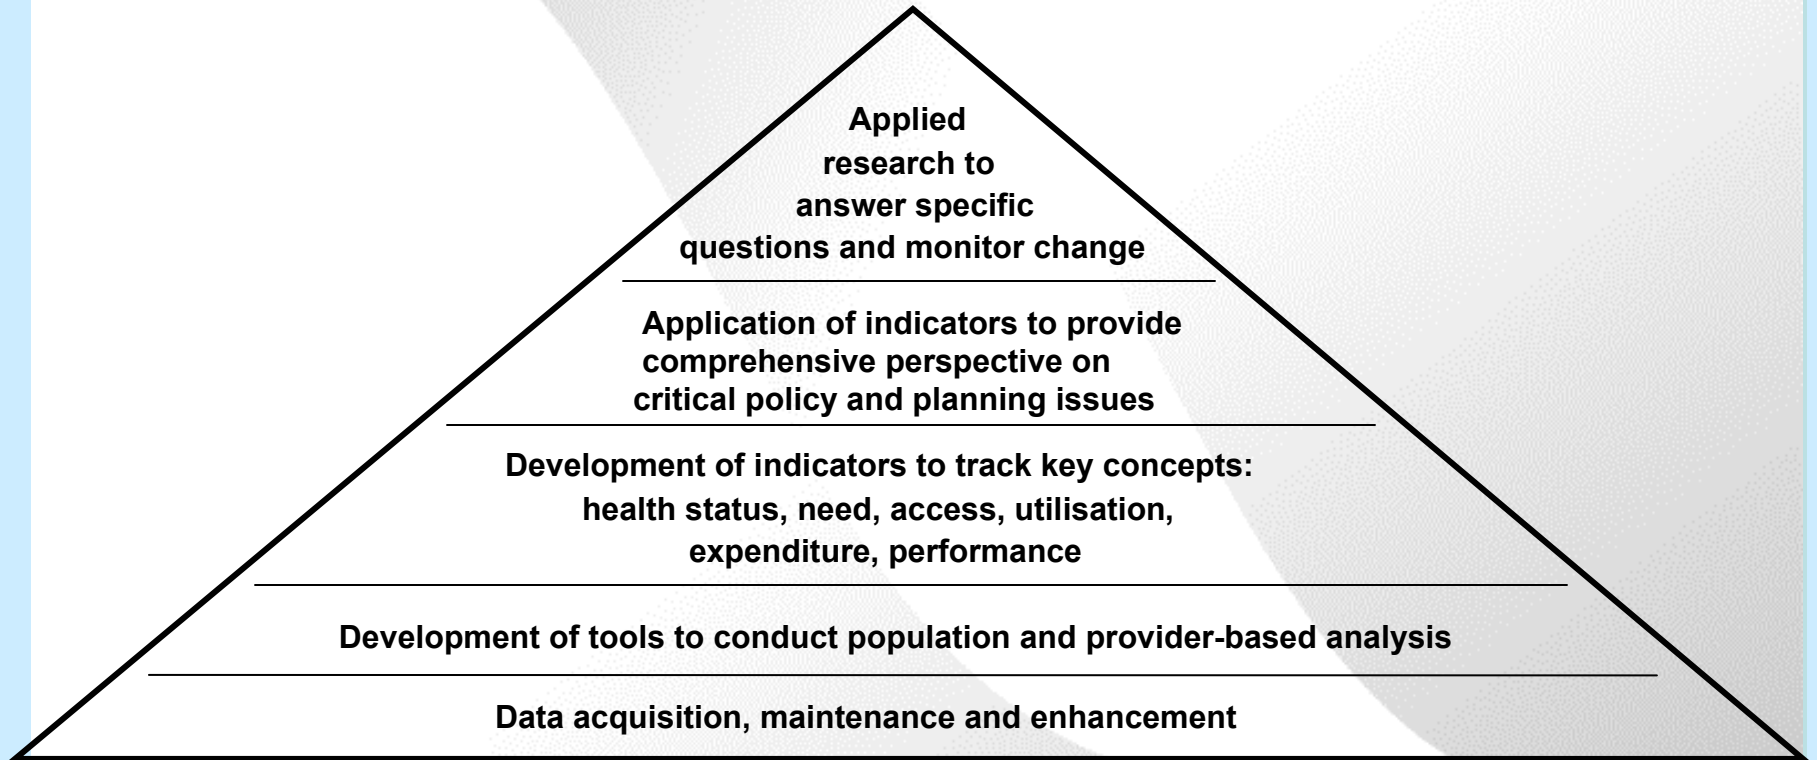 Applied
research to
answer specific
questions and monitor change
Application of indicators to provide
comprehensive perspective on
critical policy and planning issues
Development of indicators to track key concepts:
health status, need, access, utilisation,
expenditure, performance
Development of tools to conduct population and provider-based analysis
Data acquisition, maintenance and enhancement